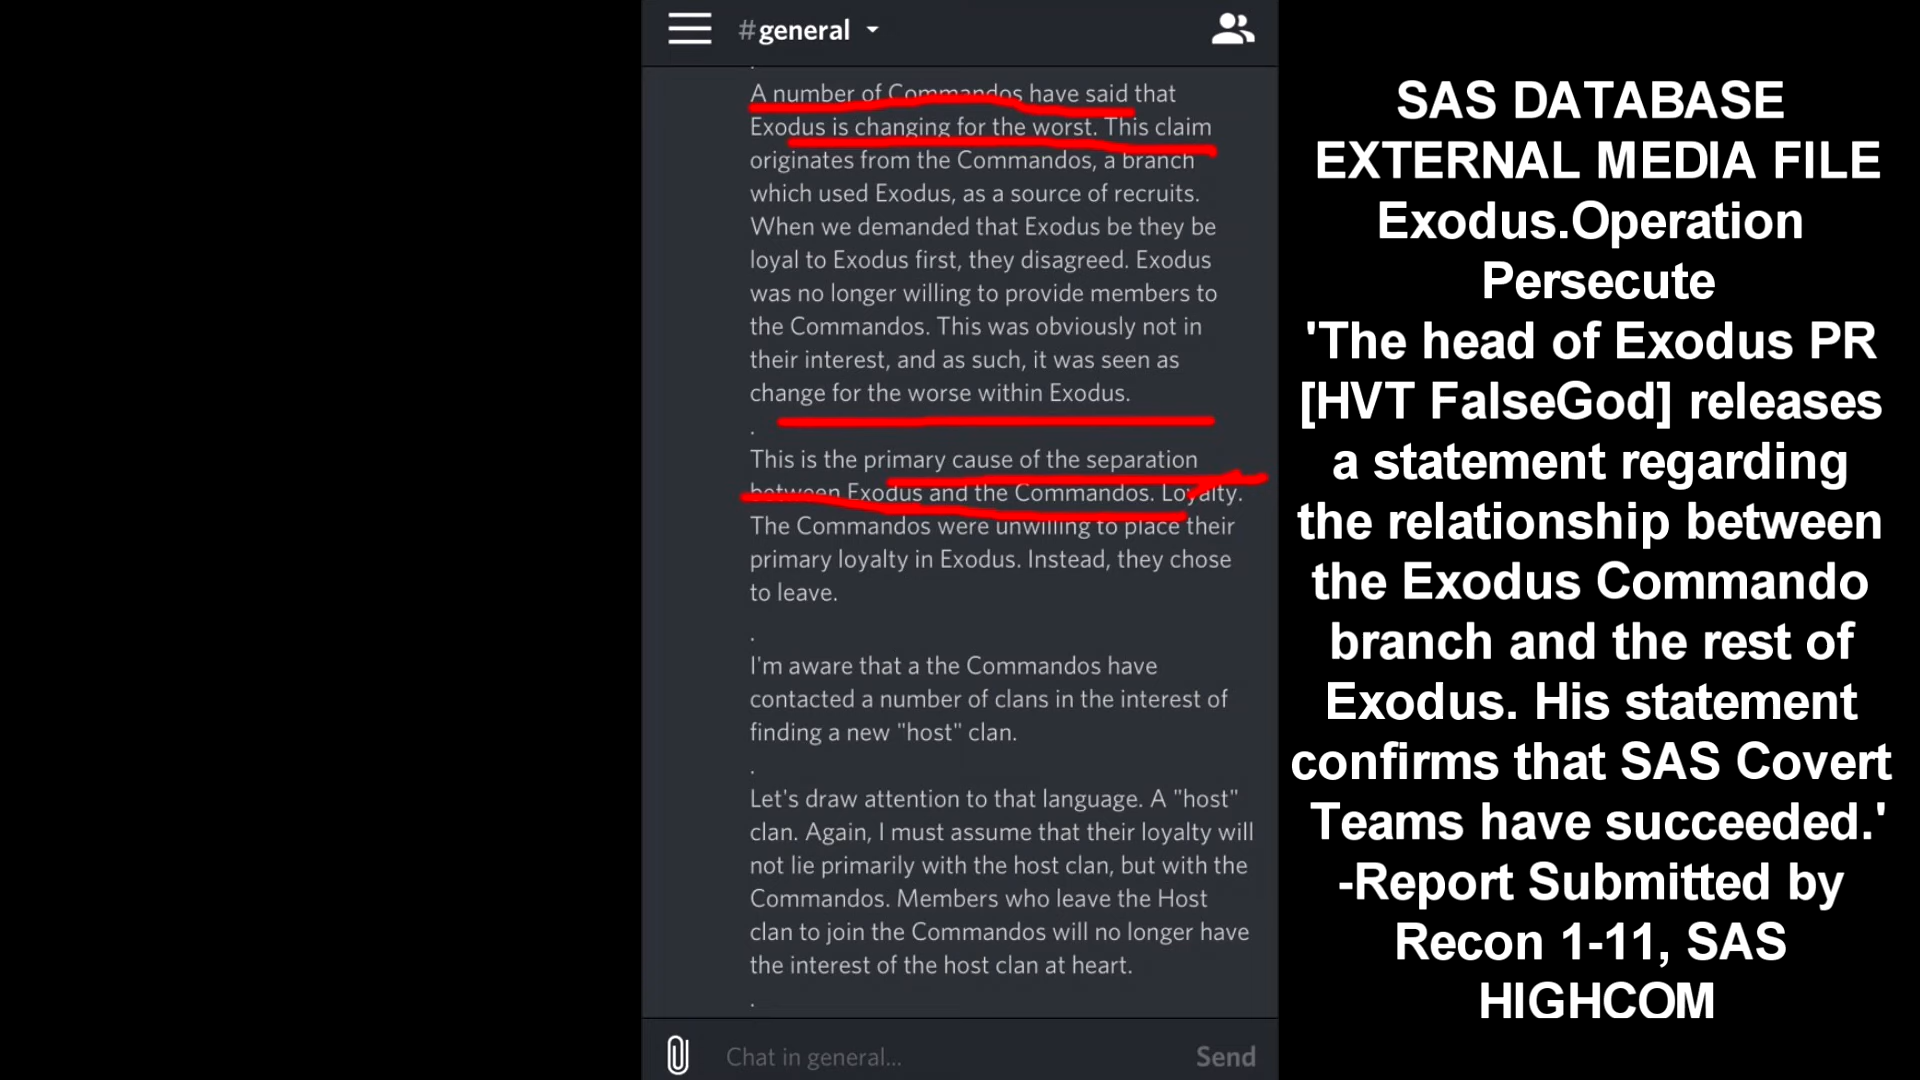 #general
.
A number of Commandos have said that
Exodus is changing for the worst. This claim
originates from the Commandos, a branch
which used Exodus, as a source of recruits.
When we demanded that Exodus be they be
loyal to Exodus first, they disagreed. Exodus
was no longer willing to provide members to
the Commandos. This was obviously not in
their interest, and as such, it was seen as
change for the worse within Exodus.
.
This is the primary cause of the separation
between Exodus and the Commandos. Loyalty.
The Commandos were unwilling to place their
primary loyalty in Exodus. Instead, they chose
to leave.
.
I'm aware that a the Commandos have
contacted a number of clans in the interest of
finding a new "host" clan.
.
Let's draw attention to that language. A "host"
clan. Again, I must assume that their loyalty will
not lie primarily with the host clan, but with the
Commandos. Members who leave the Host
clan to join the Commandos will no longer have
the interest of the host clan at heart.
.
Chat in general...
Send
SAS DATABASE
EXTERNAL MEDIA FILE
Exodus.Operation
Persecute
'The head of Exodus PR
[HVT FalseGod] releases
a statement regarding
the relationship between
the Exodus Commando
branch and the rest of
Exodus. His statement
confirms that SAS Covert
Teams have succeeded.'
-Report Submitted by
Recon 1-11, SAS
HIGHCOM